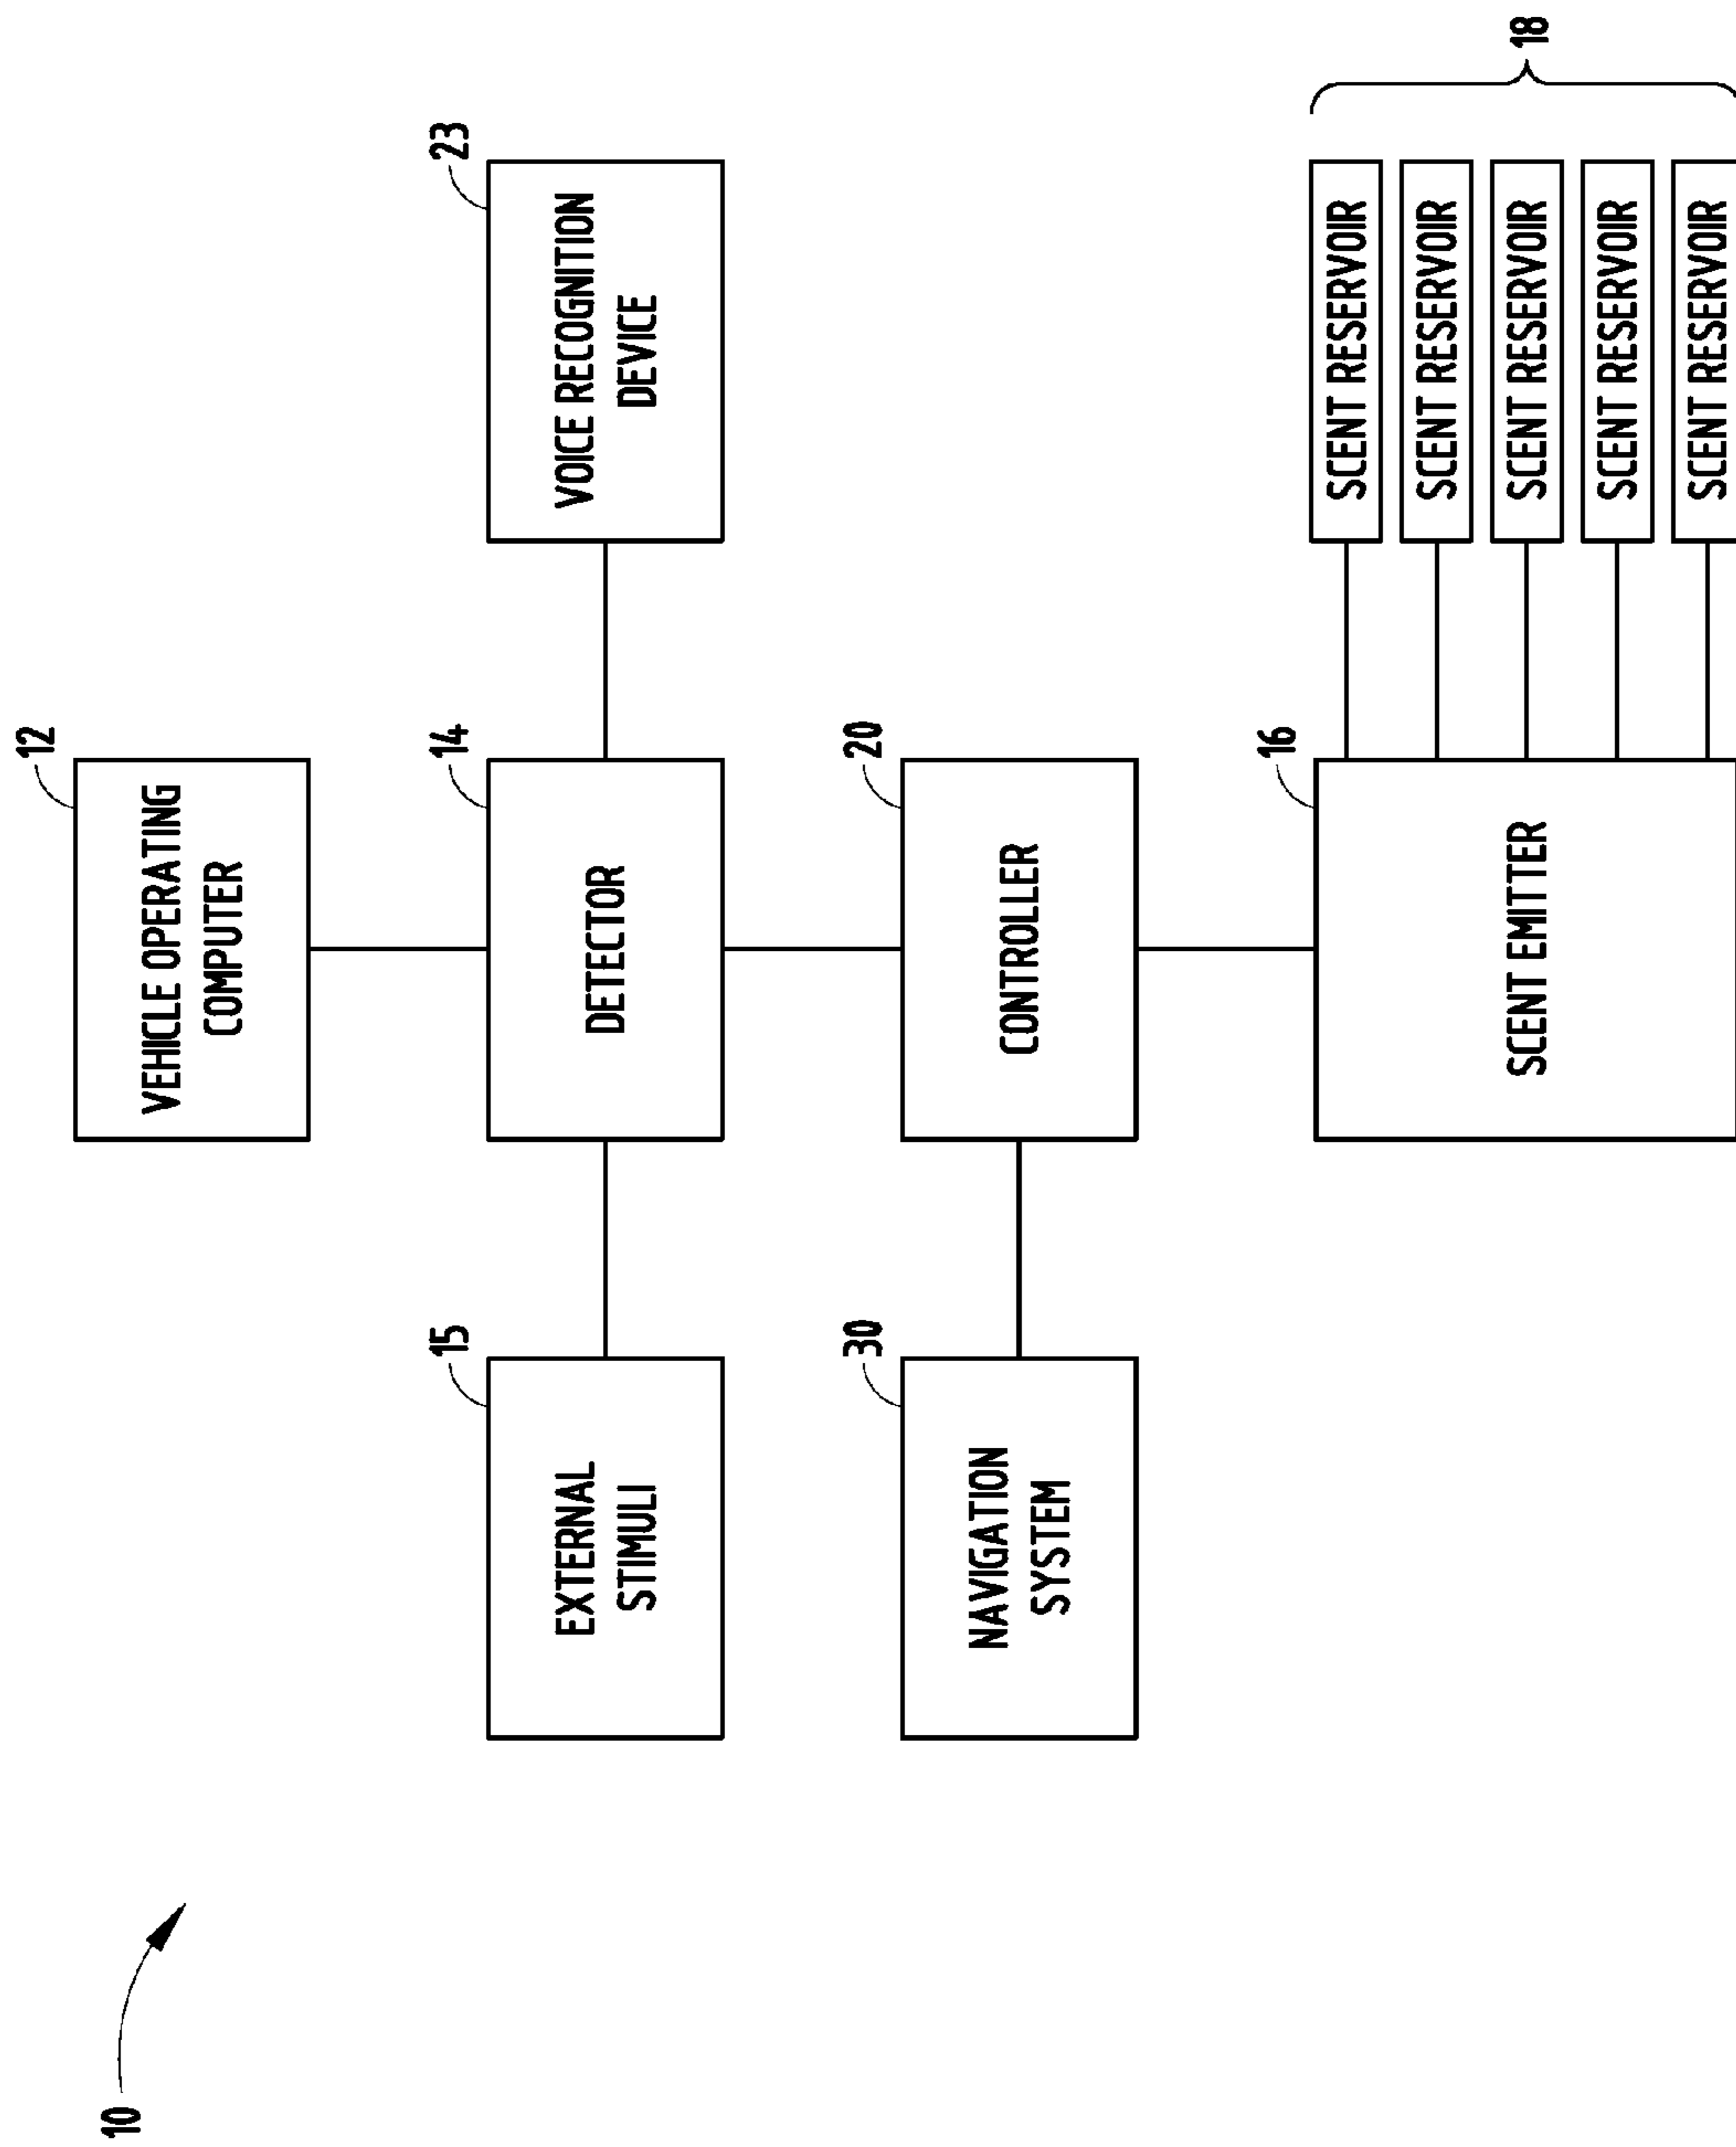 10
12
VEHICLE OPERATING
COMPUTER
15
EXTERNAL
STIMULI
14
DETECTOR
23
VOICE RECOGNITION
DEVICE
30
NAVIGATION
SYSTEM
20
CONTROLLER
16
SCENT EMITTER
SCENT RESERVOIR
SCENT RESERVOIR
SCENT RESERVOIR
SCENT RESERVOIR
SCENT RESERVOIR
18